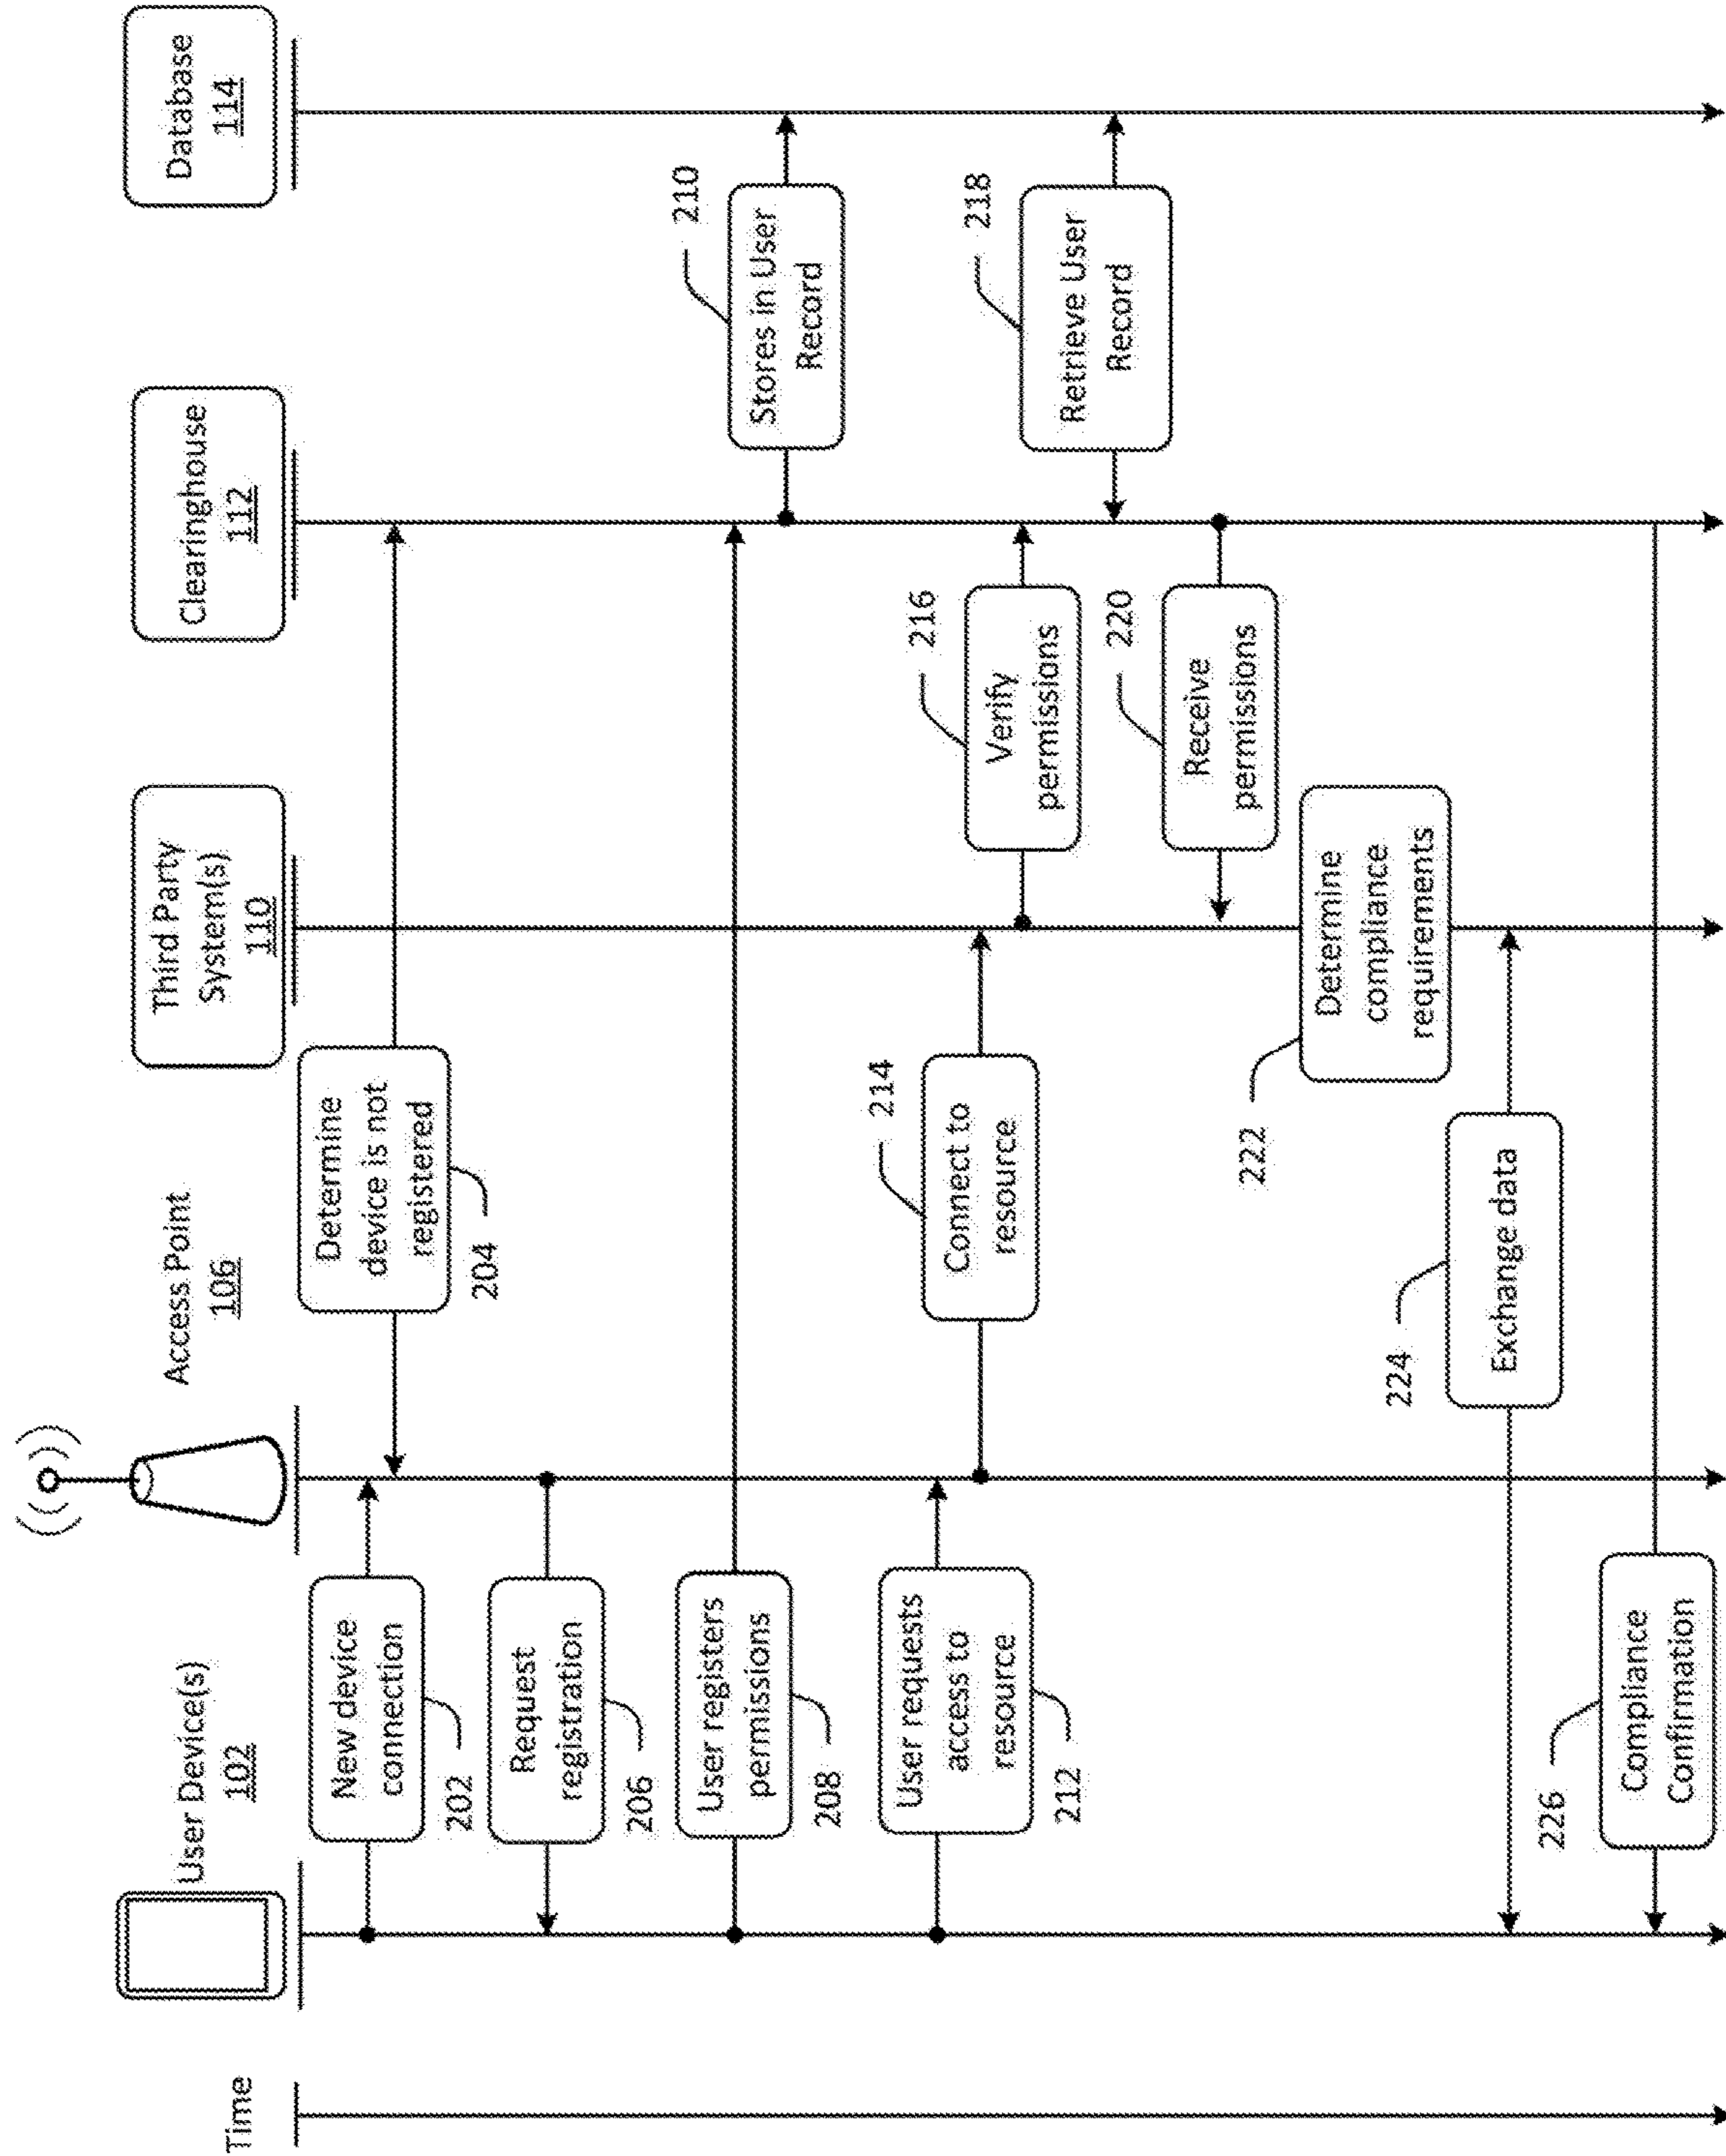 Time
User Device(s)
102
Access Point
106
Third Party
System(s)
110
Clearinghouse
112
Database
114
New device
connection
202
Determine
device is not
registered
204
Request
registration
206
User registers
permissions
208
Stores in User
Record
210
User requests
access to
resource
212
Connect to
resource
214
Verify
permissions
216
Retrieve User
Record
218
Receive
permissions
220
Determine
compliance
requirements
222
Exchange data
224
Compliance
Confirmation
226